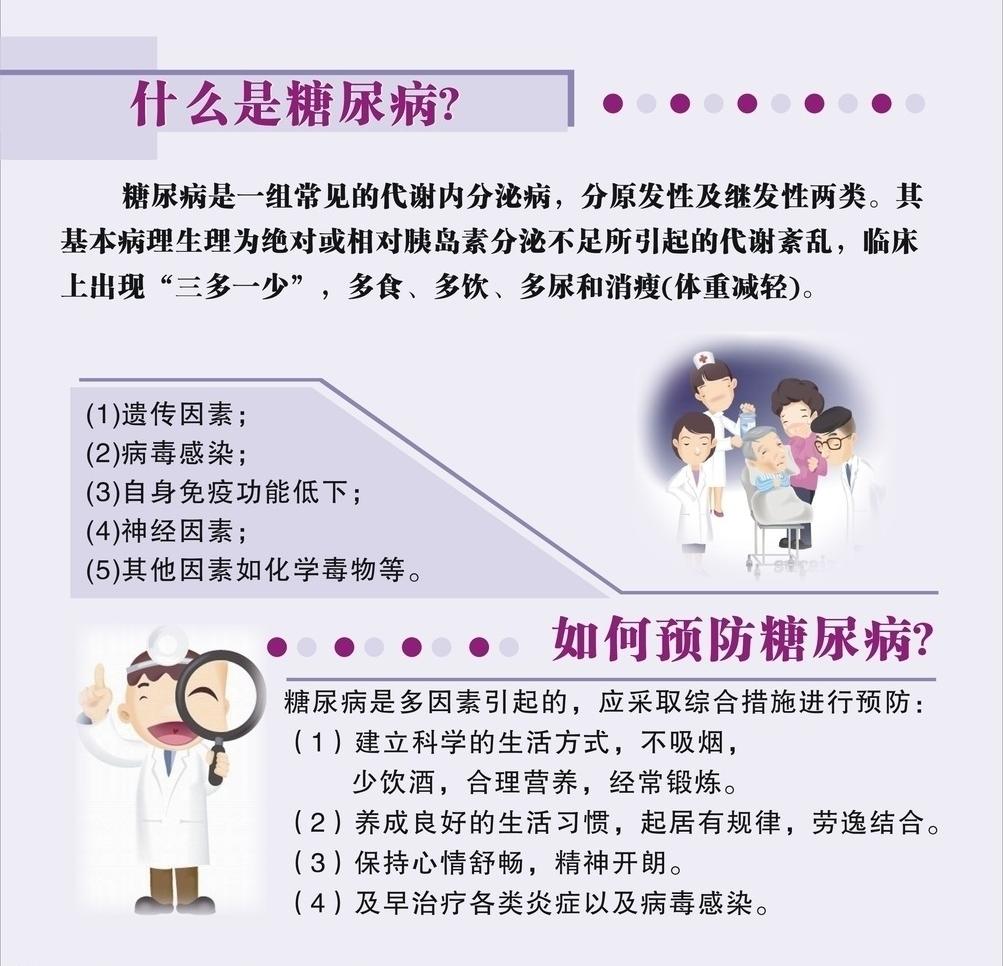 什么是糖尿病?
糖尿病是一组常见的代谢内分泌病，分原发性及继发性两类。其
基本病理生理为绝对或相对胰岛素分泌不足所引起的代谢紊乱，临床
上出现“三多一少”，多食、多饮、多尿和消瘦(体重减轻)。
(1)遗传因素；
(2)病毒感染；
(3)自身免疫功能低下；
(4)神经因素；
(5)其他因素如化学毒物等。
如何预防糖尿病?
糖尿病是多因素引起的，应采取综合措施进行预防：
（1）建立科学的生活方式，不吸烟，
少饮酒，合理营养，经常锻炼。
（2）养成良好的生活习惯，起居有规律，劳逸结合。
（3）保持心情舒畅，精神开朗。
（4）及早治疗各类炎症以及病毒感染。